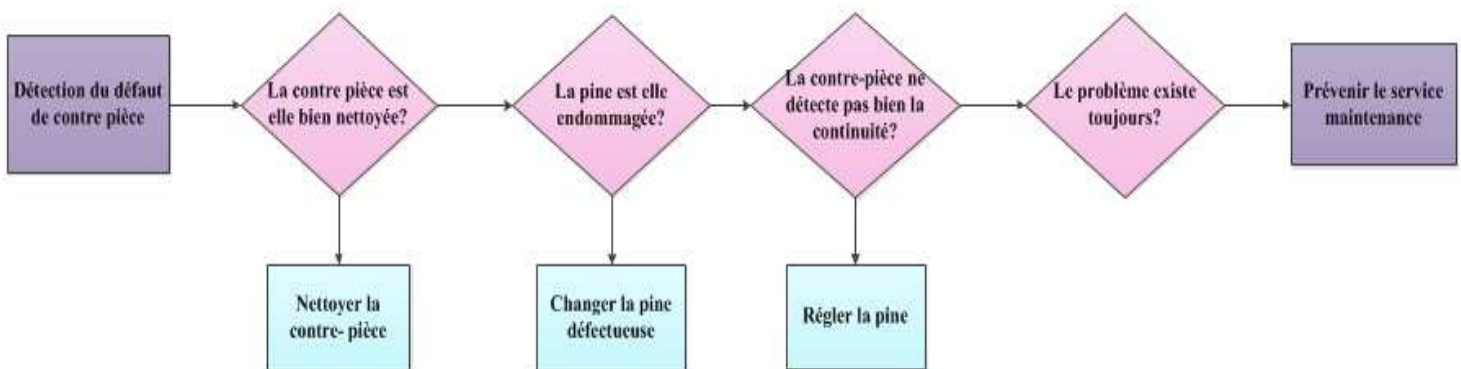 Détection du défaut
de contre pièce
La contre pièce est
elle bien nettoyée?
La pine est elle
endommagée?
La contre-pièce ne
détecte pas bien la
continuité?
Le problème existe
toujours?
Prévenir le service
maintenance
Nettoyer la
contre- pièce
Changer la pine
défectueuse
Régler la pine